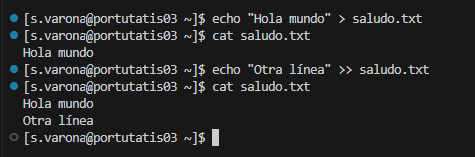 [s.varona@portutatis03 ~]$ echo "Hola mundo" > saludo.txt
[s.varona@portutatis03 ~]$ cat saludo.txt
Hola mundo
[s.varona@portutatis03 ~]$ echo "Otra línea" >> saludo.txt
[s.varona@portutatis03 ~]$ cat saludo.txt
Hola mundo
Otra línea
[s.varona@portutatis03 ~]$